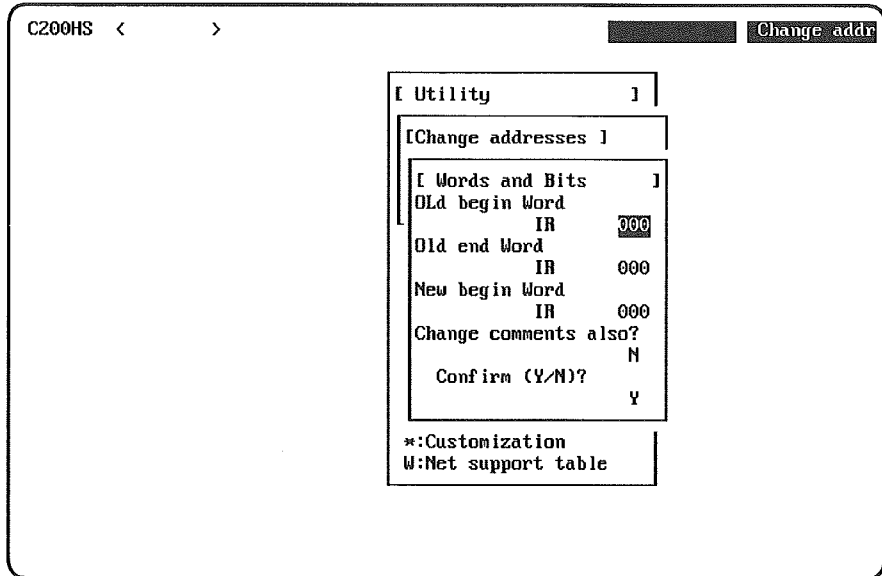 C200HS < >
Change addr
[ Utility ]
[Change addresses ]
[ Words and Bits ]
OLd begin Word
IR 000
Old end Word
IR 000
New begin Word
IR 000
Change comments also?
N
Confirm (Y/N)?
Y
*:Customization
W:Net support table